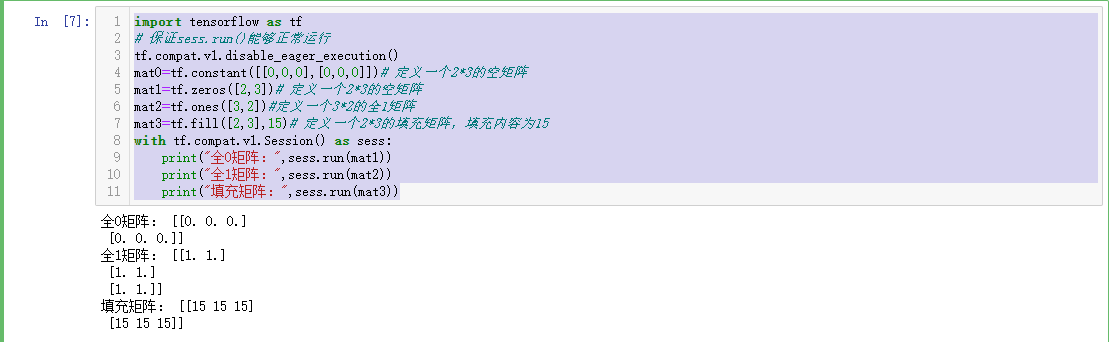 In [7]:
1 import tensorflow as tf
2 # 保证sess.run()能够正常运行
3 tf.compat.v1.disable_eager_execution()
4 mat0=tf.constant([[0,0,0],[0,0,0]])# 定义一个2*3的空矩阵
5 mat1=tf.zeros([2,3])# 定义一个2*3的空矩阵
6 mat2=tf.ones([3,2])#定义一个3*2的全1矩阵
7 mat3=tf.fill([2,3],15)# 定义一个2*3的填充矩阵，填充内容为15
8 with tf.compat.v1.Session() as sess:
9     print("全0矩阵：",sess.run(mat1))
10     print("全1矩阵：",sess.run(mat2))
11     print("填充矩阵：",sess.run(mat3))
全0矩阵： [[0. 0. 0.]
 [0. 0. 0.]]
全1矩阵： [[1. 1.]
 [1. 1.]
 [1. 1.]]
填充矩阵： [[15 15 15]
 [15 15 15]]